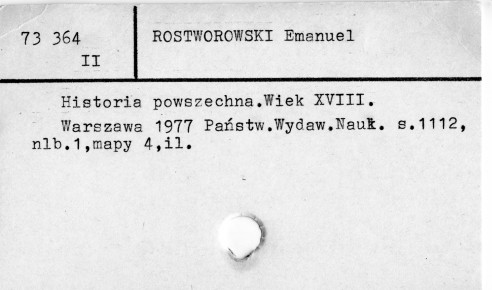 73 364
II
ROSTWOROWSKI Emanuel
Historia powszechna.Wiek XVIII.
Warszawa 1977 Państw.Wydaw.Nauk. s.1112,
nlb.1,mapy 4,il.